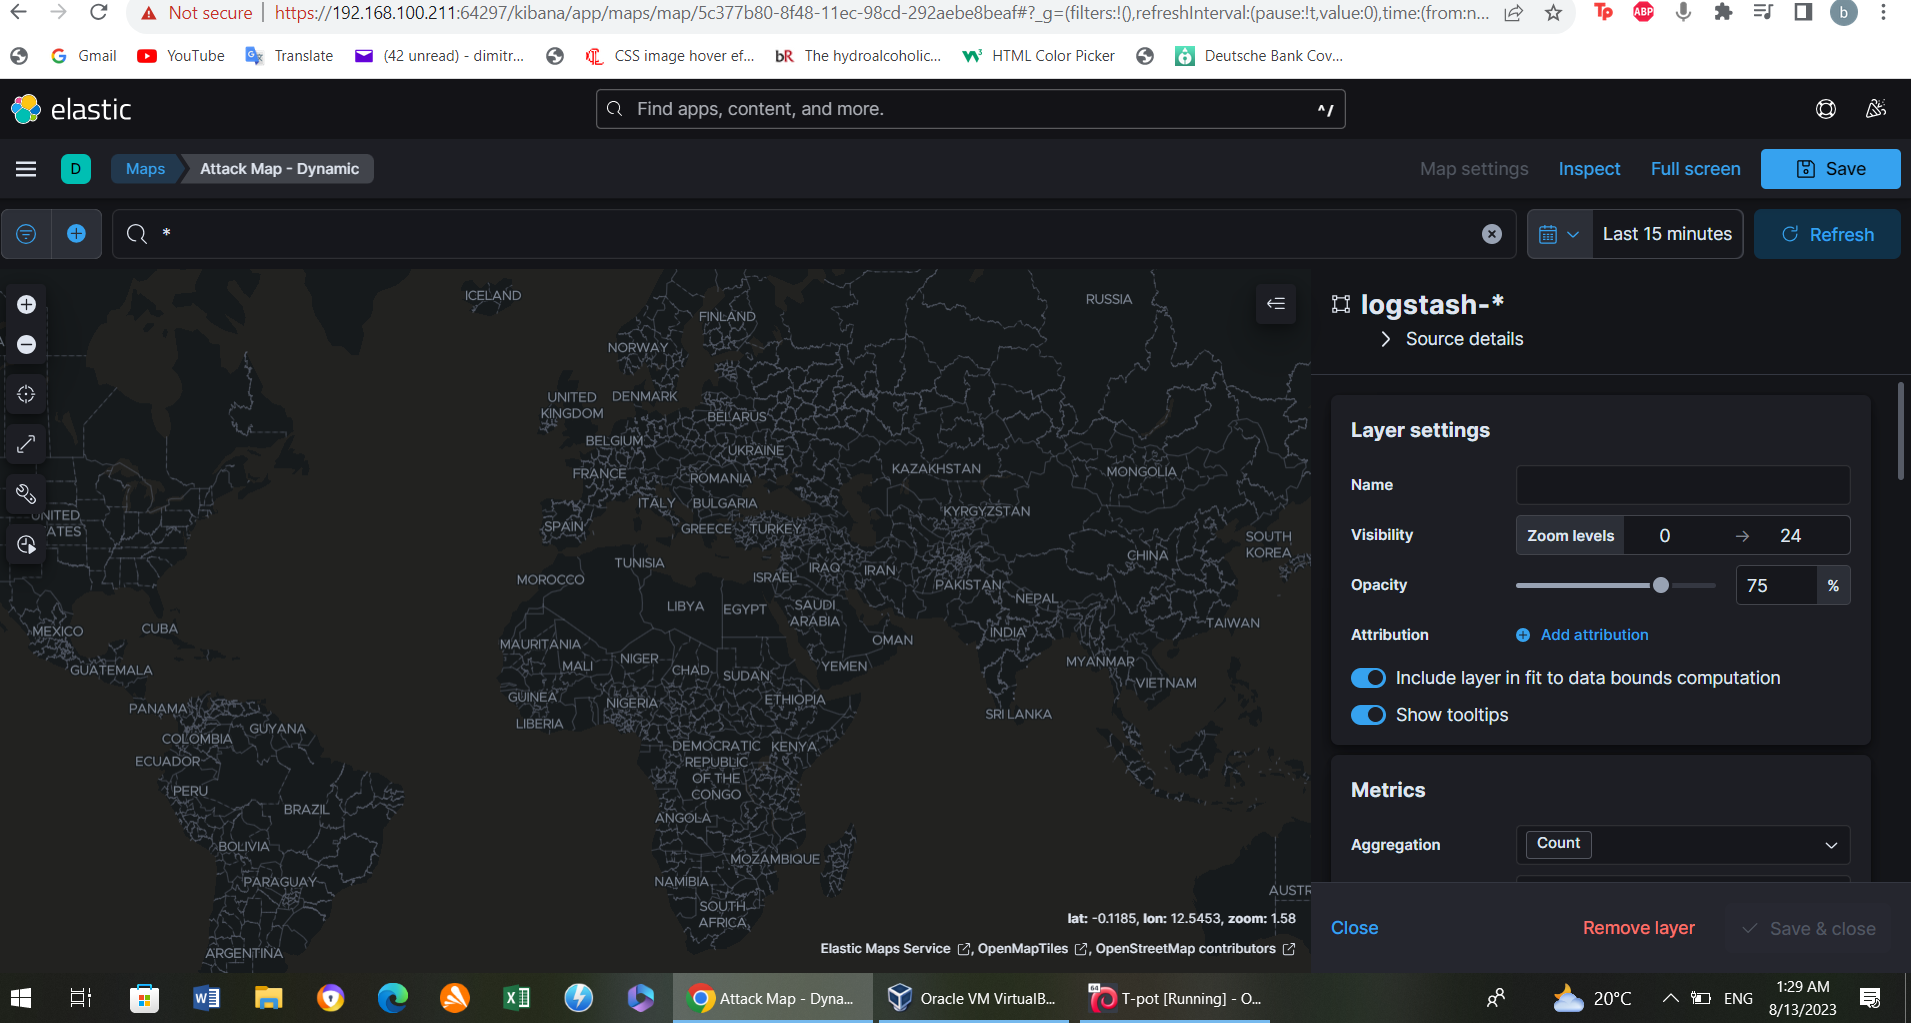 Not secure | https://192.168.100.211:64297/kibana/app/maps/map/5c377b80-8f48-11ec-98cd-292aebe8beaf#?_g=(filters:!(),refreshInterval:(pause:!t,value:0),time:(from:n...
Tp
ABP
b
Gmail
YouTube
Translate
(42 unread) - dimitr...
CSS image hover ef...
bR The hydroalcoholic...
HTML Color Picker
Deutsche Bank Cov...
elastic
Find apps, content, and more.
^/
D
Maps
Attack Map - Dynamic
Map settings
Inspect
Full screen
Save
*
Last 15 minutes
Refresh
ICELAND
RUSSIA
FINLAND
NORWAY
UNITED
KINGDOM
DENMARK
BELARUS
BELGIUM
UKRAINE
FRANCE
KAZAKHSTAN
MONGOLIA
ROMANIA
ITALY
BULGARIA
KYRGYZSTAN
UNITED
STATES
SPAIN
GREECE
TURKEY
SOUTH
KOREA
TUNISIA
CHINA
MOROCCO
ISRAEL
IRAQ
IRAN
PAKISTAN
LIBYA
EGYPT
SAUDI
ARABIA
NEPAL
MEXICO
CUBA
OMAN
INDIA
TAIWAN
MAURITANIA
MALI
NIGER
CHAD
SUDAN
YEMEN
MYANMAR
GUATEMALA
VIETNAM
GUINEA
NIGERIA
ETHIOPIA
PANAMA
LIBERIA
SRI LANKA
GUYANA
COLOMBIA
ECUADOR
DEMOCRATIC
REPUBLIC
OF THE
CONGO
KENYA
PERU
BRAZIL
ANGOLA
BOLIVIA
MOZAMBIQUE
PARAGUAY
NAMIBIA
AUSTR
SOUTH
AFRICA
ARGENTINA
lat: -0.1185, lon: 12.5453, zoom: 1.58
Elastic Maps Service , OpenMapTiles , OpenStreetMap contributors
logstash-*
Source details
Layer settings
Name
Visibility
Zoom levels
0 → 24
Opacity
75 %
Attribution
Add attribution
Include layer in fit to data bounds computation
Show tooltips
Metrics
Aggregation
Count
Close
Remove layer
Save & close
Attack Map - Dyna...
Oracle VM VirtualB...
64
T-pot [Running] - O...
20°C
ENG
1:29 AM
8/13/2023